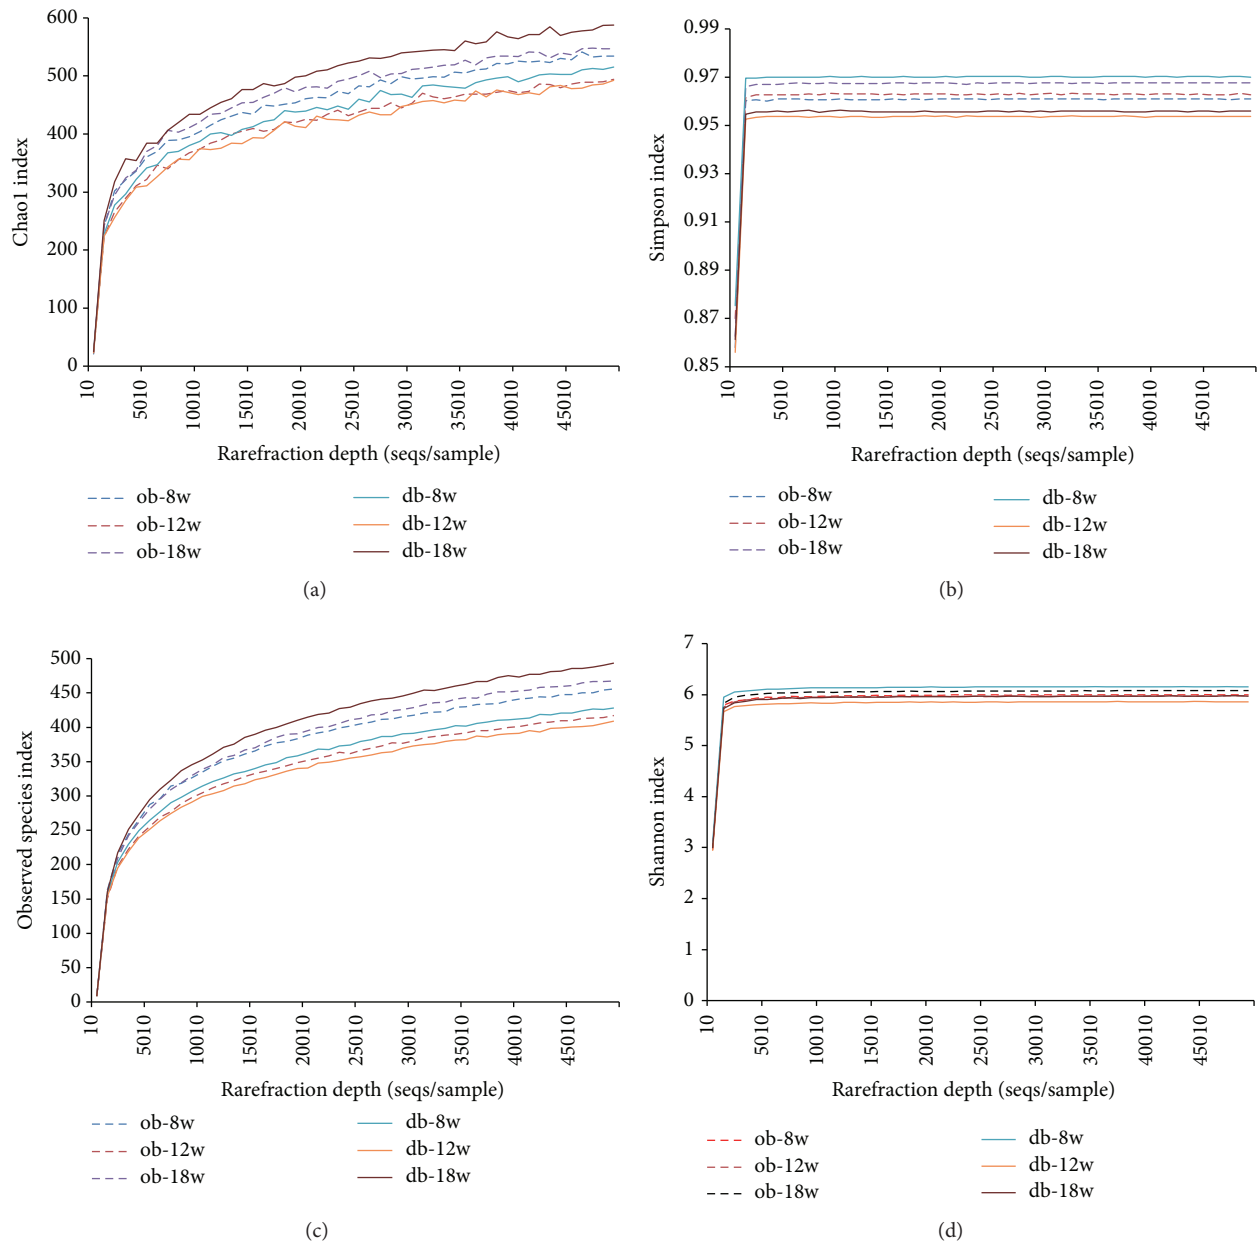 600
500
400
300
200
100
0
Chao1 index
10
5010
10010
15010
20010
25010
30010
35010
40010
45010
Rarefraction depth (seqs/sample)
ob-8w
ob-12w
ob-18w
db-8w
db-12w
db-18w
(a)
0.99
0.97
0.95
0.93
0.91
0.89
0.87
0.85
Simpson index
10
5010
10010
15010
20010
25010
30010
35010
40010
45010
Rarefraction depth (seqs/sample)
ob-8w
ob-12w
ob-18w
db-8w
db-12w
db-18w
(b)
500
450
400
350
300
250
200
150
100
50
0
Observed species index
10
5010
10010
15010
20010
25010
30010
35010
40010
45010
Rarefraction depth (seqs/sample)
ob-8w
ob-12w
ob-18w
db-8w
db-12w
db-18w
(c)
7
6
5
4
3
2
1
0
Shannon index
10
5010
10010
15010
20010
25010
30010
35010
40010
45010
Rarefraction depth (seqs/sample)
ob-8w
ob-12w
ob-18w
db-8w
db-12w
db-18w
(d)